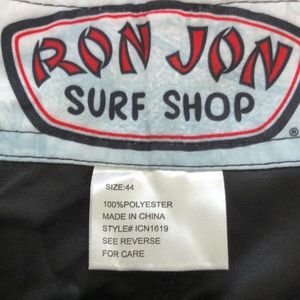 RON JON
SURF SHOP
®
SIZE:44
100%POLYESTER
MADE IN CHINA
STYLE# ICN1619
SEE REVERSE
FOR CARE